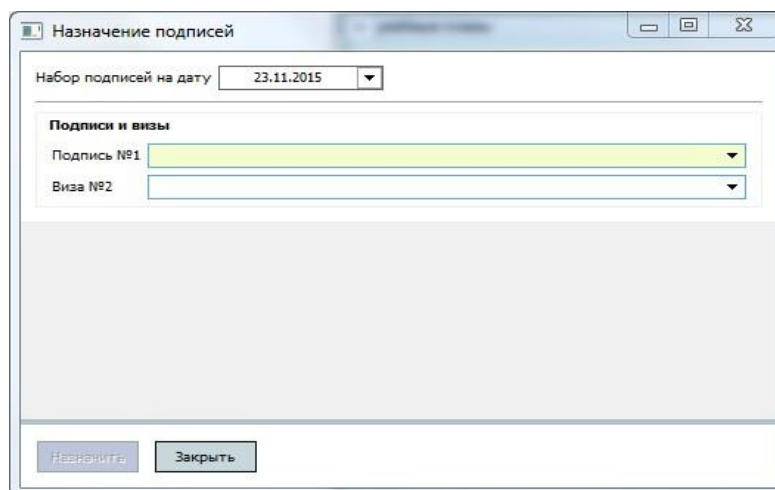 Назначение подписей
Набор подписей на дату 23.11.2015
Подписи и визы
Подпись №1
Виза №2
Назначить Закрыть